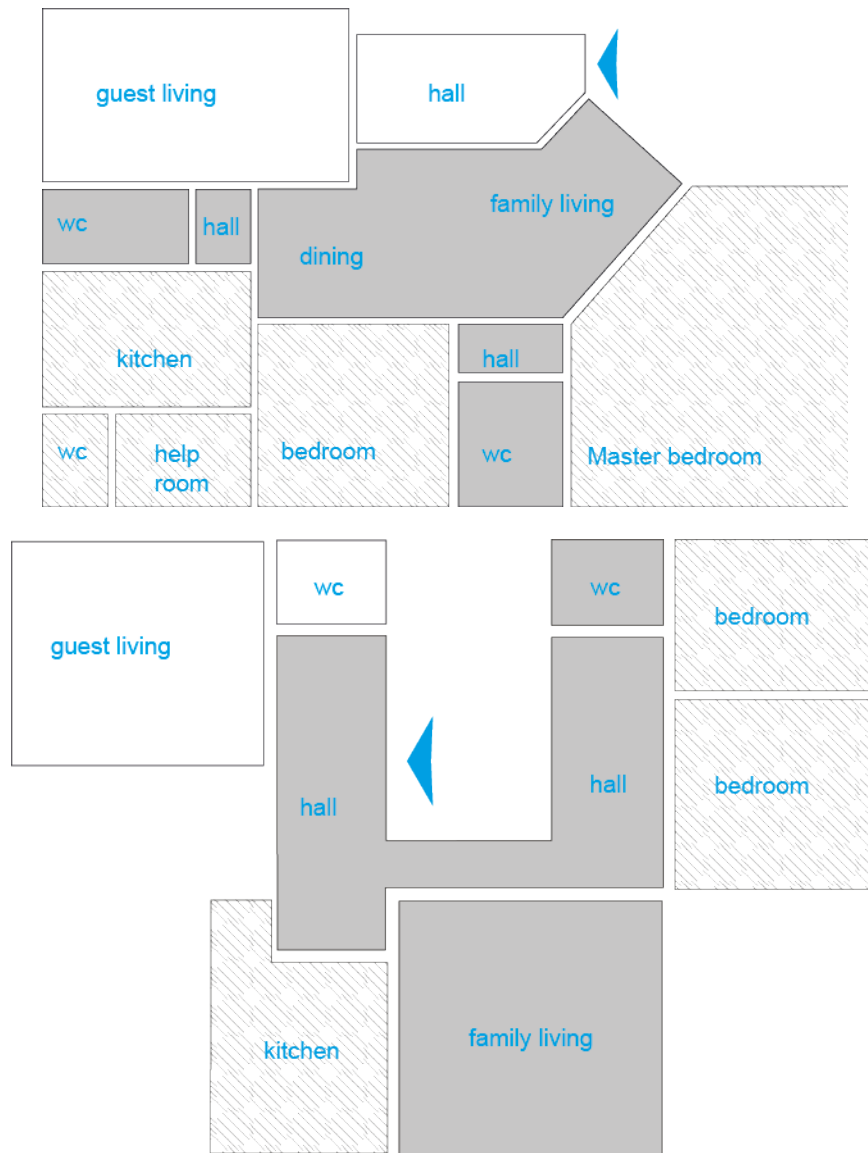 guest living
hall
wc
hall
family living
dining
kitchen
hall
wc
help
room
bedroom
wc
Master bedroom
wc
wc
bedroom
guest living
hall
hall
bedroom
kitchen
family living